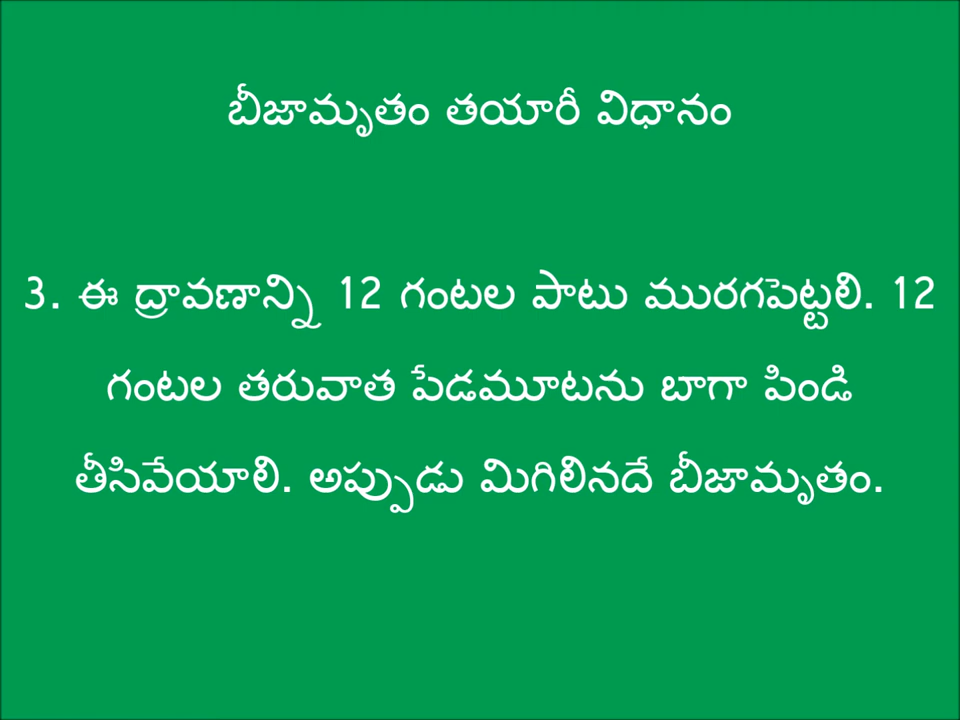 బీజామృతం తయారీ విధానం
3. ఈ ద్రావణాన్ని 12 గంటల పాటు మురగపెట్టలి. 12
గంటల తరువాత పేడమూటను బాగా పిండి
తీసివేయాలి. అప్పుడు మిగిలినదే బీజామృతం.